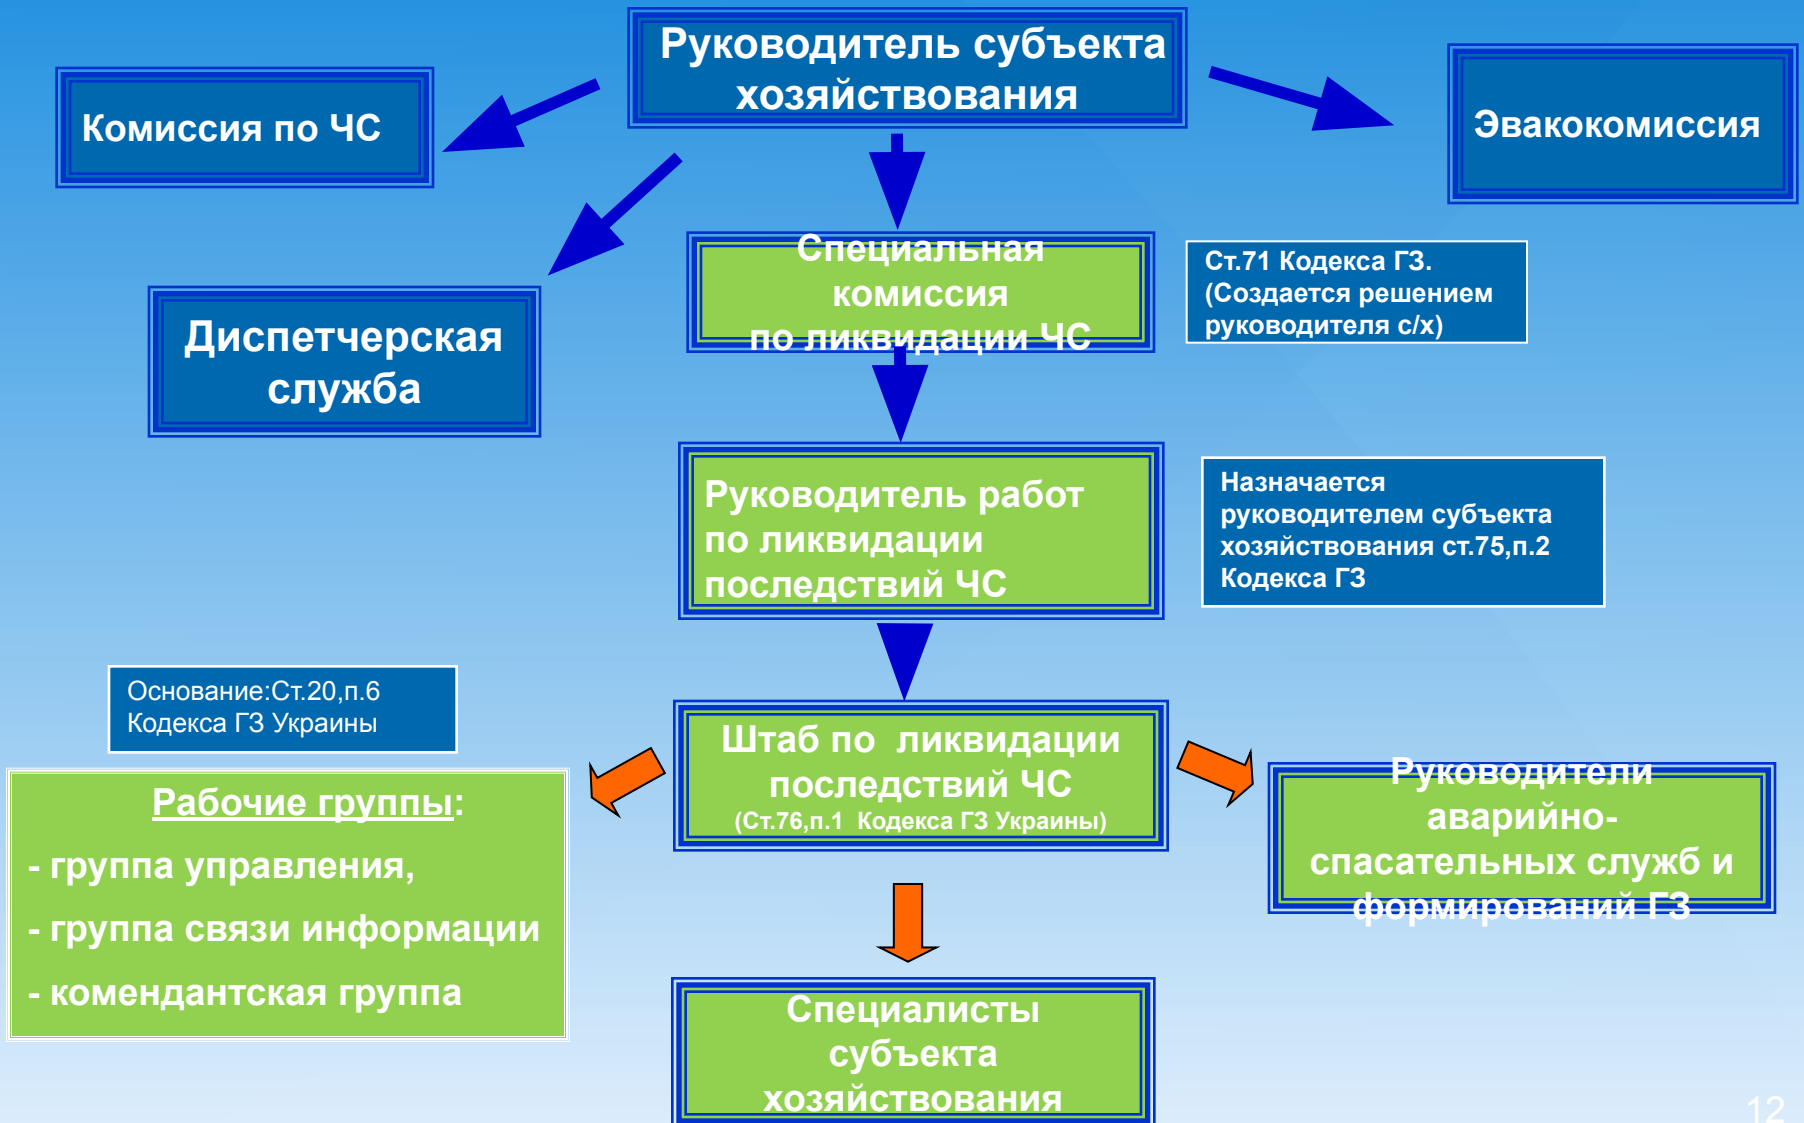 Руководитель субъекта
хозяйствования
Комиссия по ЧС
Эвакокомиссия
Диспетчерская
служба
Специальная
комиссия
по ликвидации ЧС
Ст.71 Кодекса ГЗ.
(Создается решением
руководителя с/х)
Руководитель работ
по ликвидации
последствий ЧС
Назначается
руководителем субъекта
хозяйствования ст.75,п.2
Кодекса ГЗ
Основание:Ст.20,п.6
Кодекса ГЗ Украины
Штаб по ликвидации
последствий ЧС
(Ст.76,п.1 Кодекса ГЗ Украины)
Рабочие группы:
- группа управления,
- группа связи информации
- комендантская группа
Руководители
аварийно-
спасательных служб и
формирований ГЗ
Специалисты
субъекта
хозяйствования
12